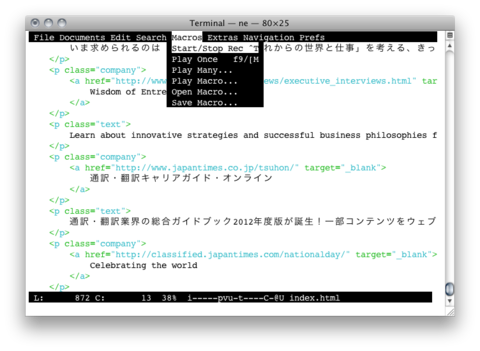 Terminal — ne — 80×25
File Documents Edit Search Macros Extras Navigation Prefs
いま求められるのは Start/Stop Rec ^T れからの世界と仕事」を考える、きっ
</p> Play Once f9/[M
<p class="company"> Play Many...
<a href="http://www. Play Macro... ews/executive_interviews.html" tar
Wisdom of Entre Open Macro...
</a> Save Macro...
</p>
<p class="text">
Learn about innovative strategies and successful business philosophies f
</p>
<p class="company">
<a href="http://www.japantimes.co.jp/tsuhon/" target="_blank">
通訳・翻訳キャリアガイド・オンライン
</a>
<p class="text">
通訳・翻訳業界の総合ガイドブック2012年度版が誕生！一部コンテンツをウェブ
</p>
<p class="company">
<a href="http://classified.japantimes.com/nationalday/" target="_blank">
Celebrating the world
</a>
</p>
L: 872 C: 13 38% i-----pvu-t----C-@U index.html